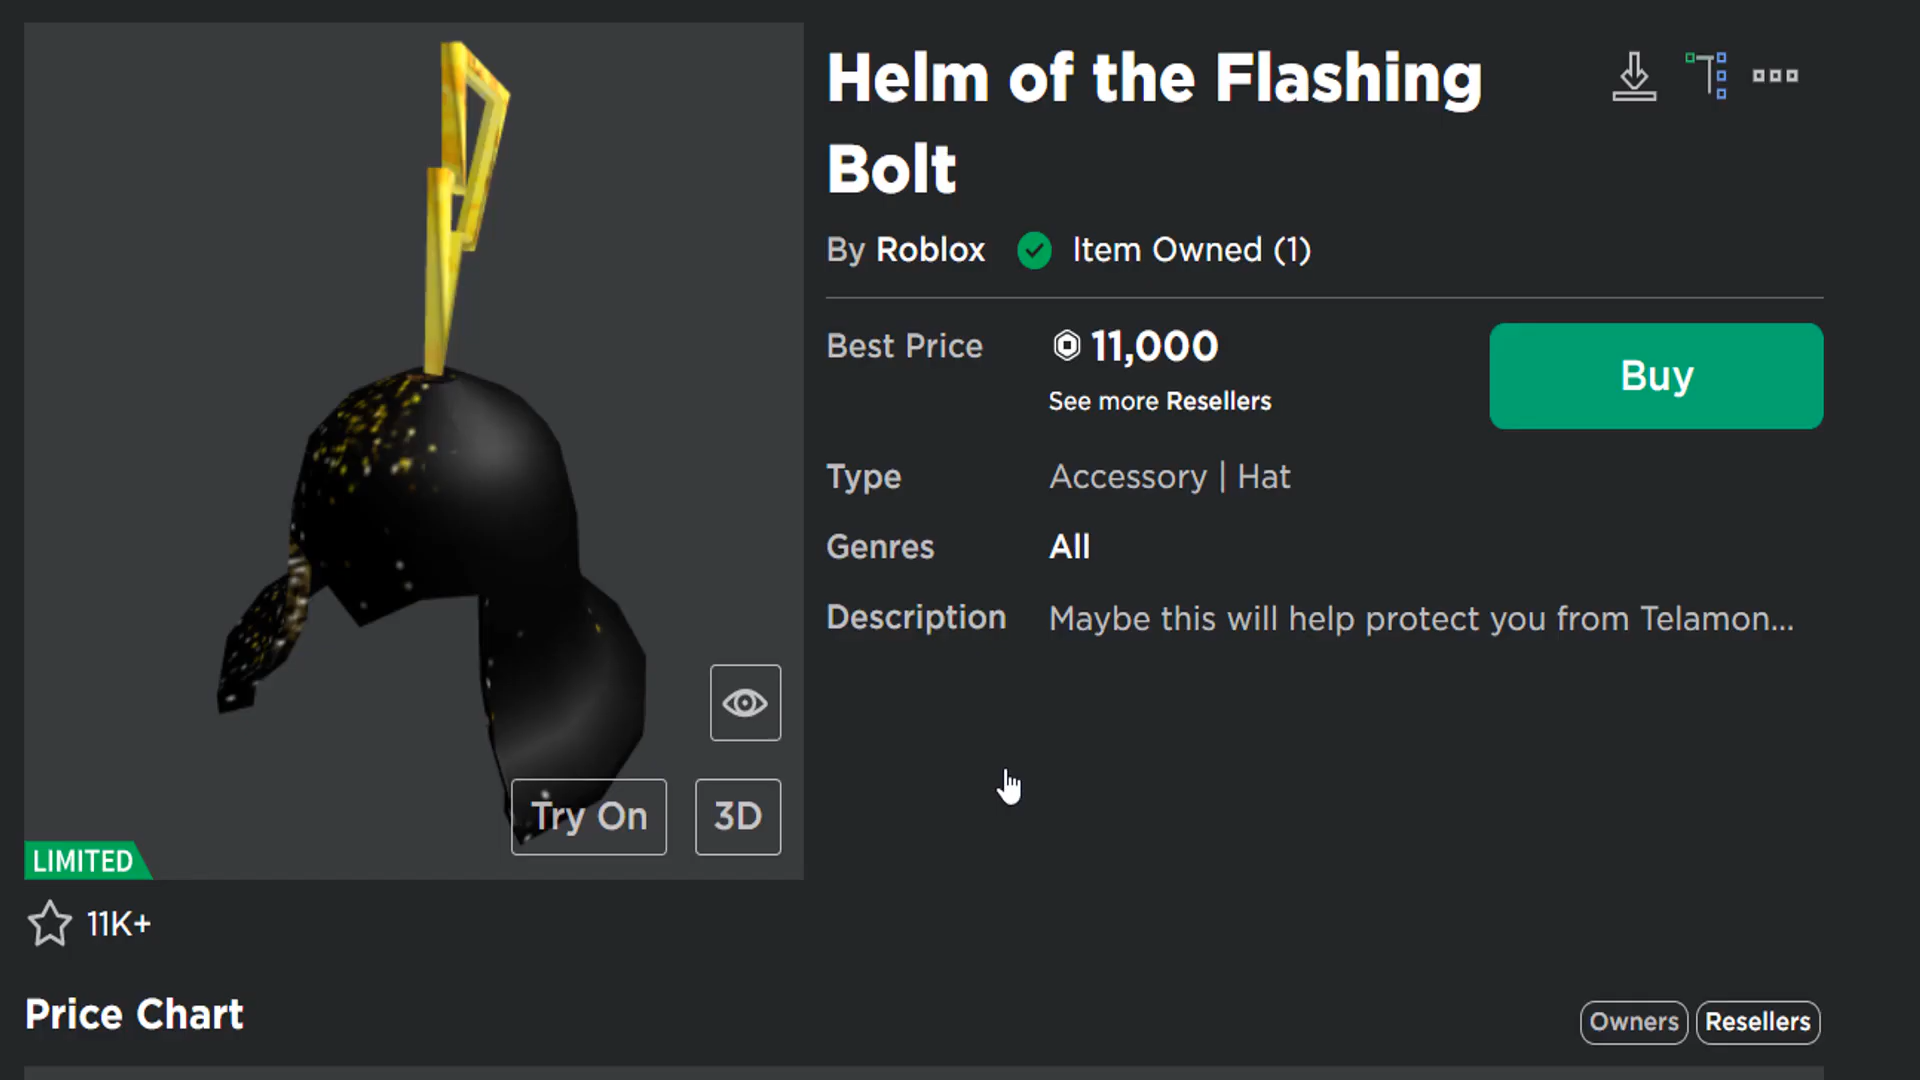 Helm of the Flashing
Bolt
By Roblox Item Owned (1)
Best Price 11,000
See more Resellers
Buy
Type Accessory | Hat
Genres All
Description Maybe this will help protect you from Telamon...
Try On
3D
LIMITED
11K+
Price Chart
Owners Resellers